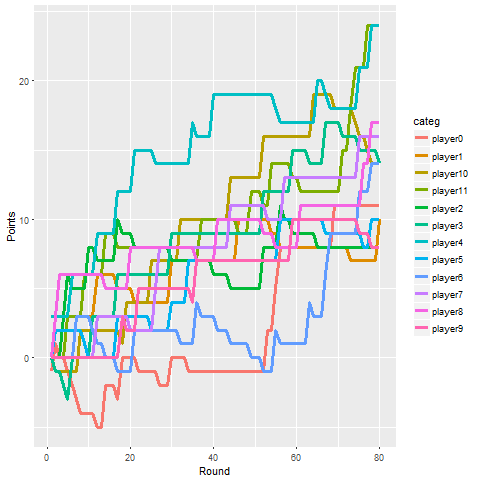 20
10
0
Points
0
20
40
60
80
Round
categ
player0
player1
player10
player11
player2
player3
player4
player5
player6
player7
player8
player9